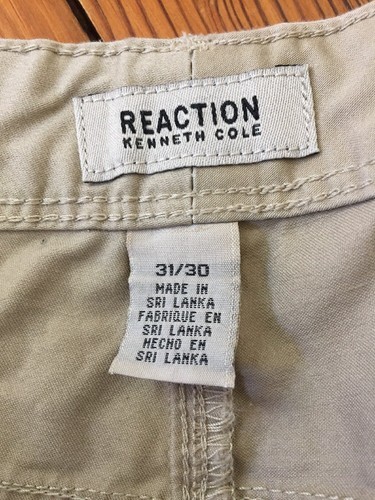 REACTION
KENNETH COLE
31/30
MADE IN
SRI LANKA
FABRIQUE EN
SRI LANKA
HECHO EN
SRI LANKA